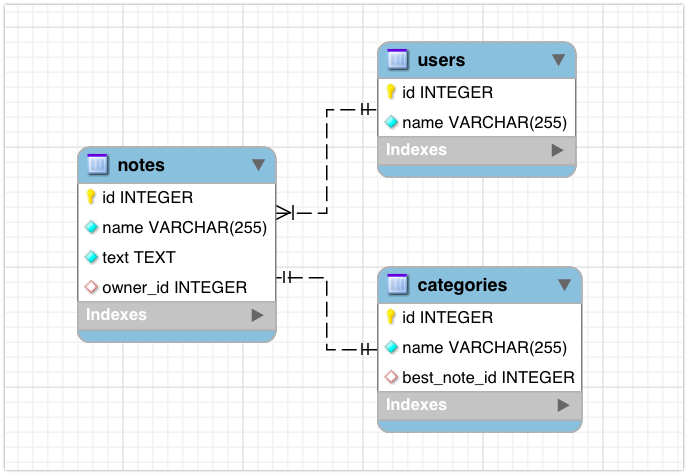 users
id INTEGER
name VARCHAR(255)
Indexes
notes
id INTEGER
name VARCHAR(255)
text TEXT
owner_id INTEGER
Indexes
categories
id INTEGER
name VARCHAR(255)
best_note_id INTEGER
Indexes